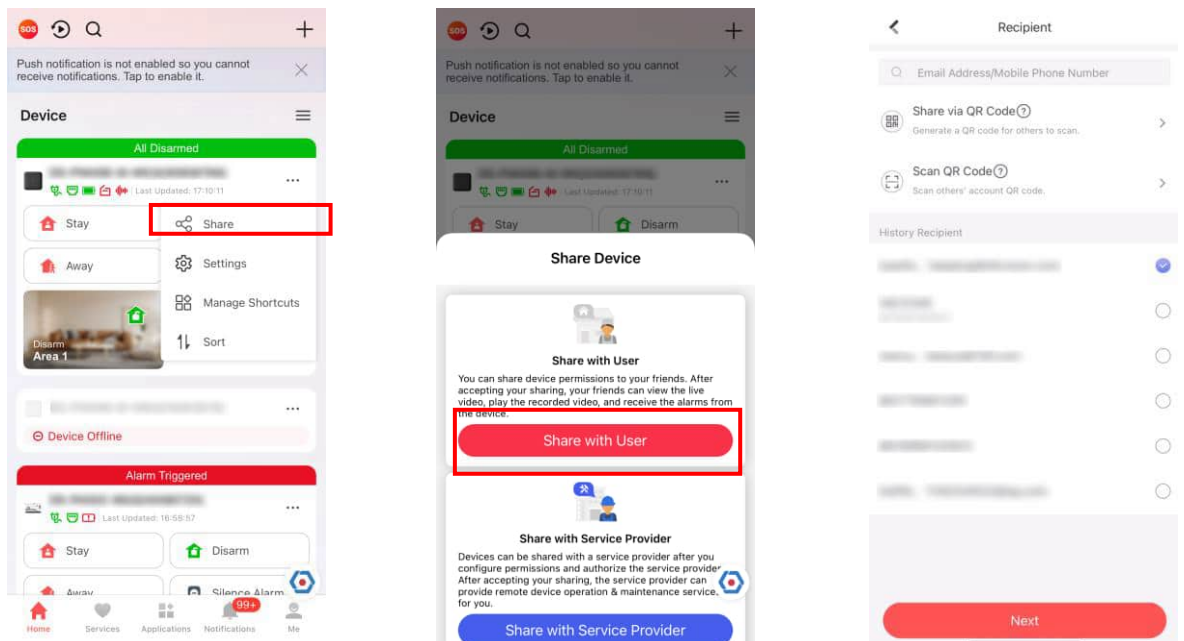 SOS
Push notification is not enabled so you cannot
receive notifications. Tap to enable it.
Device
All Disarmed
Last Updated: 17:10:11
Stay
Share
Away
Settings
Manage Shortcuts
Sort
Disarm
Area 1
Device Offline
Alarm Triggered
Last Updated: 16:58:57
Stay
Disarm
Away
Silence Alarm
99+
Home
Services
Applications
Notifications
Me
SOS
Push notification is not enabled so you cannot
receive notifications. Tap to enable it.
Device
All Disarmed
Last Updated: 17:10:11
Stay
Disarm
Share Device
Share with User
You can share device permissions to your friends. After
accepting your sharing, your friends can view the live
video, play the recorded video, and receive the alarms from
the device.
Share with User
Share with Service Provider
Devices can be shared with a service provider after you
configure permissions and authorize the service provider.
After accepting your sharing, the service provider can
provide remote device operation & maintenance service
for you.
Share with Service Provider
Recipient
Email Address/Mobile Phone Number
Share via QR Code?
Generate a QR code for others to scan.
Scan QR Code?
Scan others' account QR code.
History Recipient
Next